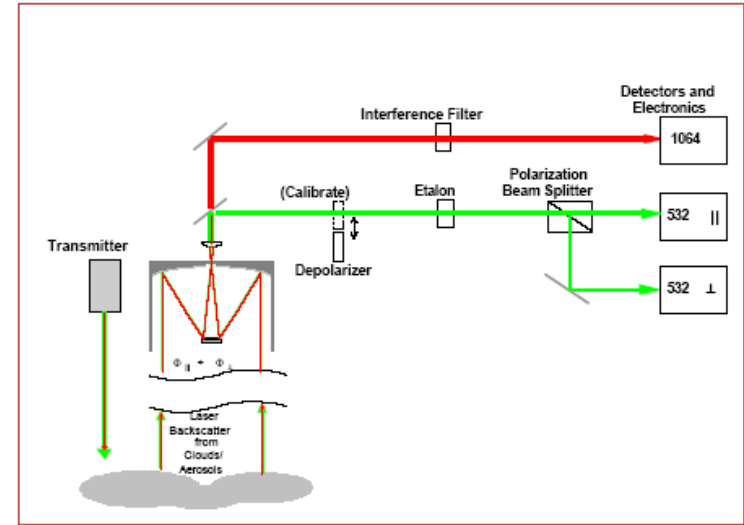 Detectors and
Electronics
Interference Filter
1064
Polarization
Beam Splitter
(Calibrate)
Etalon
532 ||
Transmitter
Depolarizer
532 ⊥
Φ || + Φ ⊥
Laser
Backscatter
from
Clouds/
Aerosols